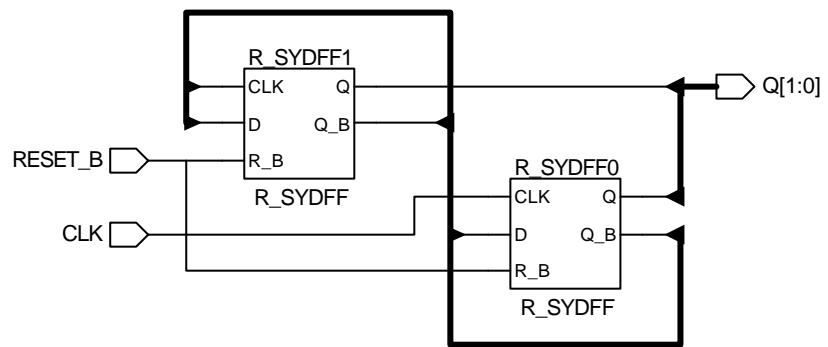 R_SYDFF1
CLK Q
Q[1:0]
D Q_B
RESET_B
R_B
R_SYDFF0
R_SYDFF
CLK Q
CLK
D Q_B
R_B
R_SYDFF